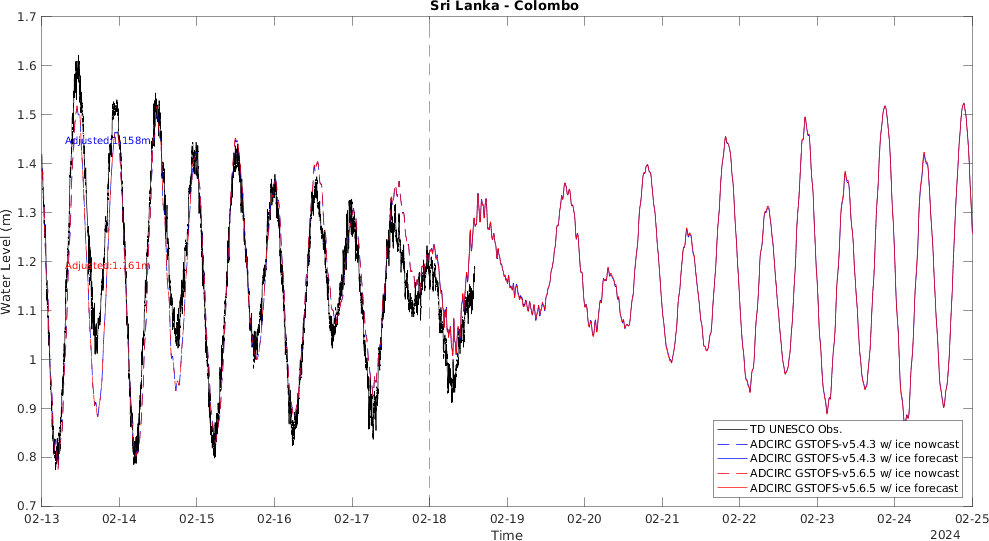 Sri Lanka - Colombo
1.7
1.6
1.5
1.4
1.3
1.2
1.1
1
0.9
0.8
0.7
Water Level (m)
Adjusted:1.158m
Adjusted:1.161m
TD UNESCO Obs.
ADCIRC GSTOFS-v5.4.3 w/ ice nowcast
ADCIRC GSTOFS-v5.4.3 w/ ice forecast
ADCIRC GSTOFS-v5.6.5 w/ ice nowcast
ADCIRC GSTOFS-v5.6.5 w/ ice forecast
02-13 02-14 02-15 02-16 02-17 02-18 02-19 02-20 02-21 02-22 02-23 02-24 02-25
Time
2024